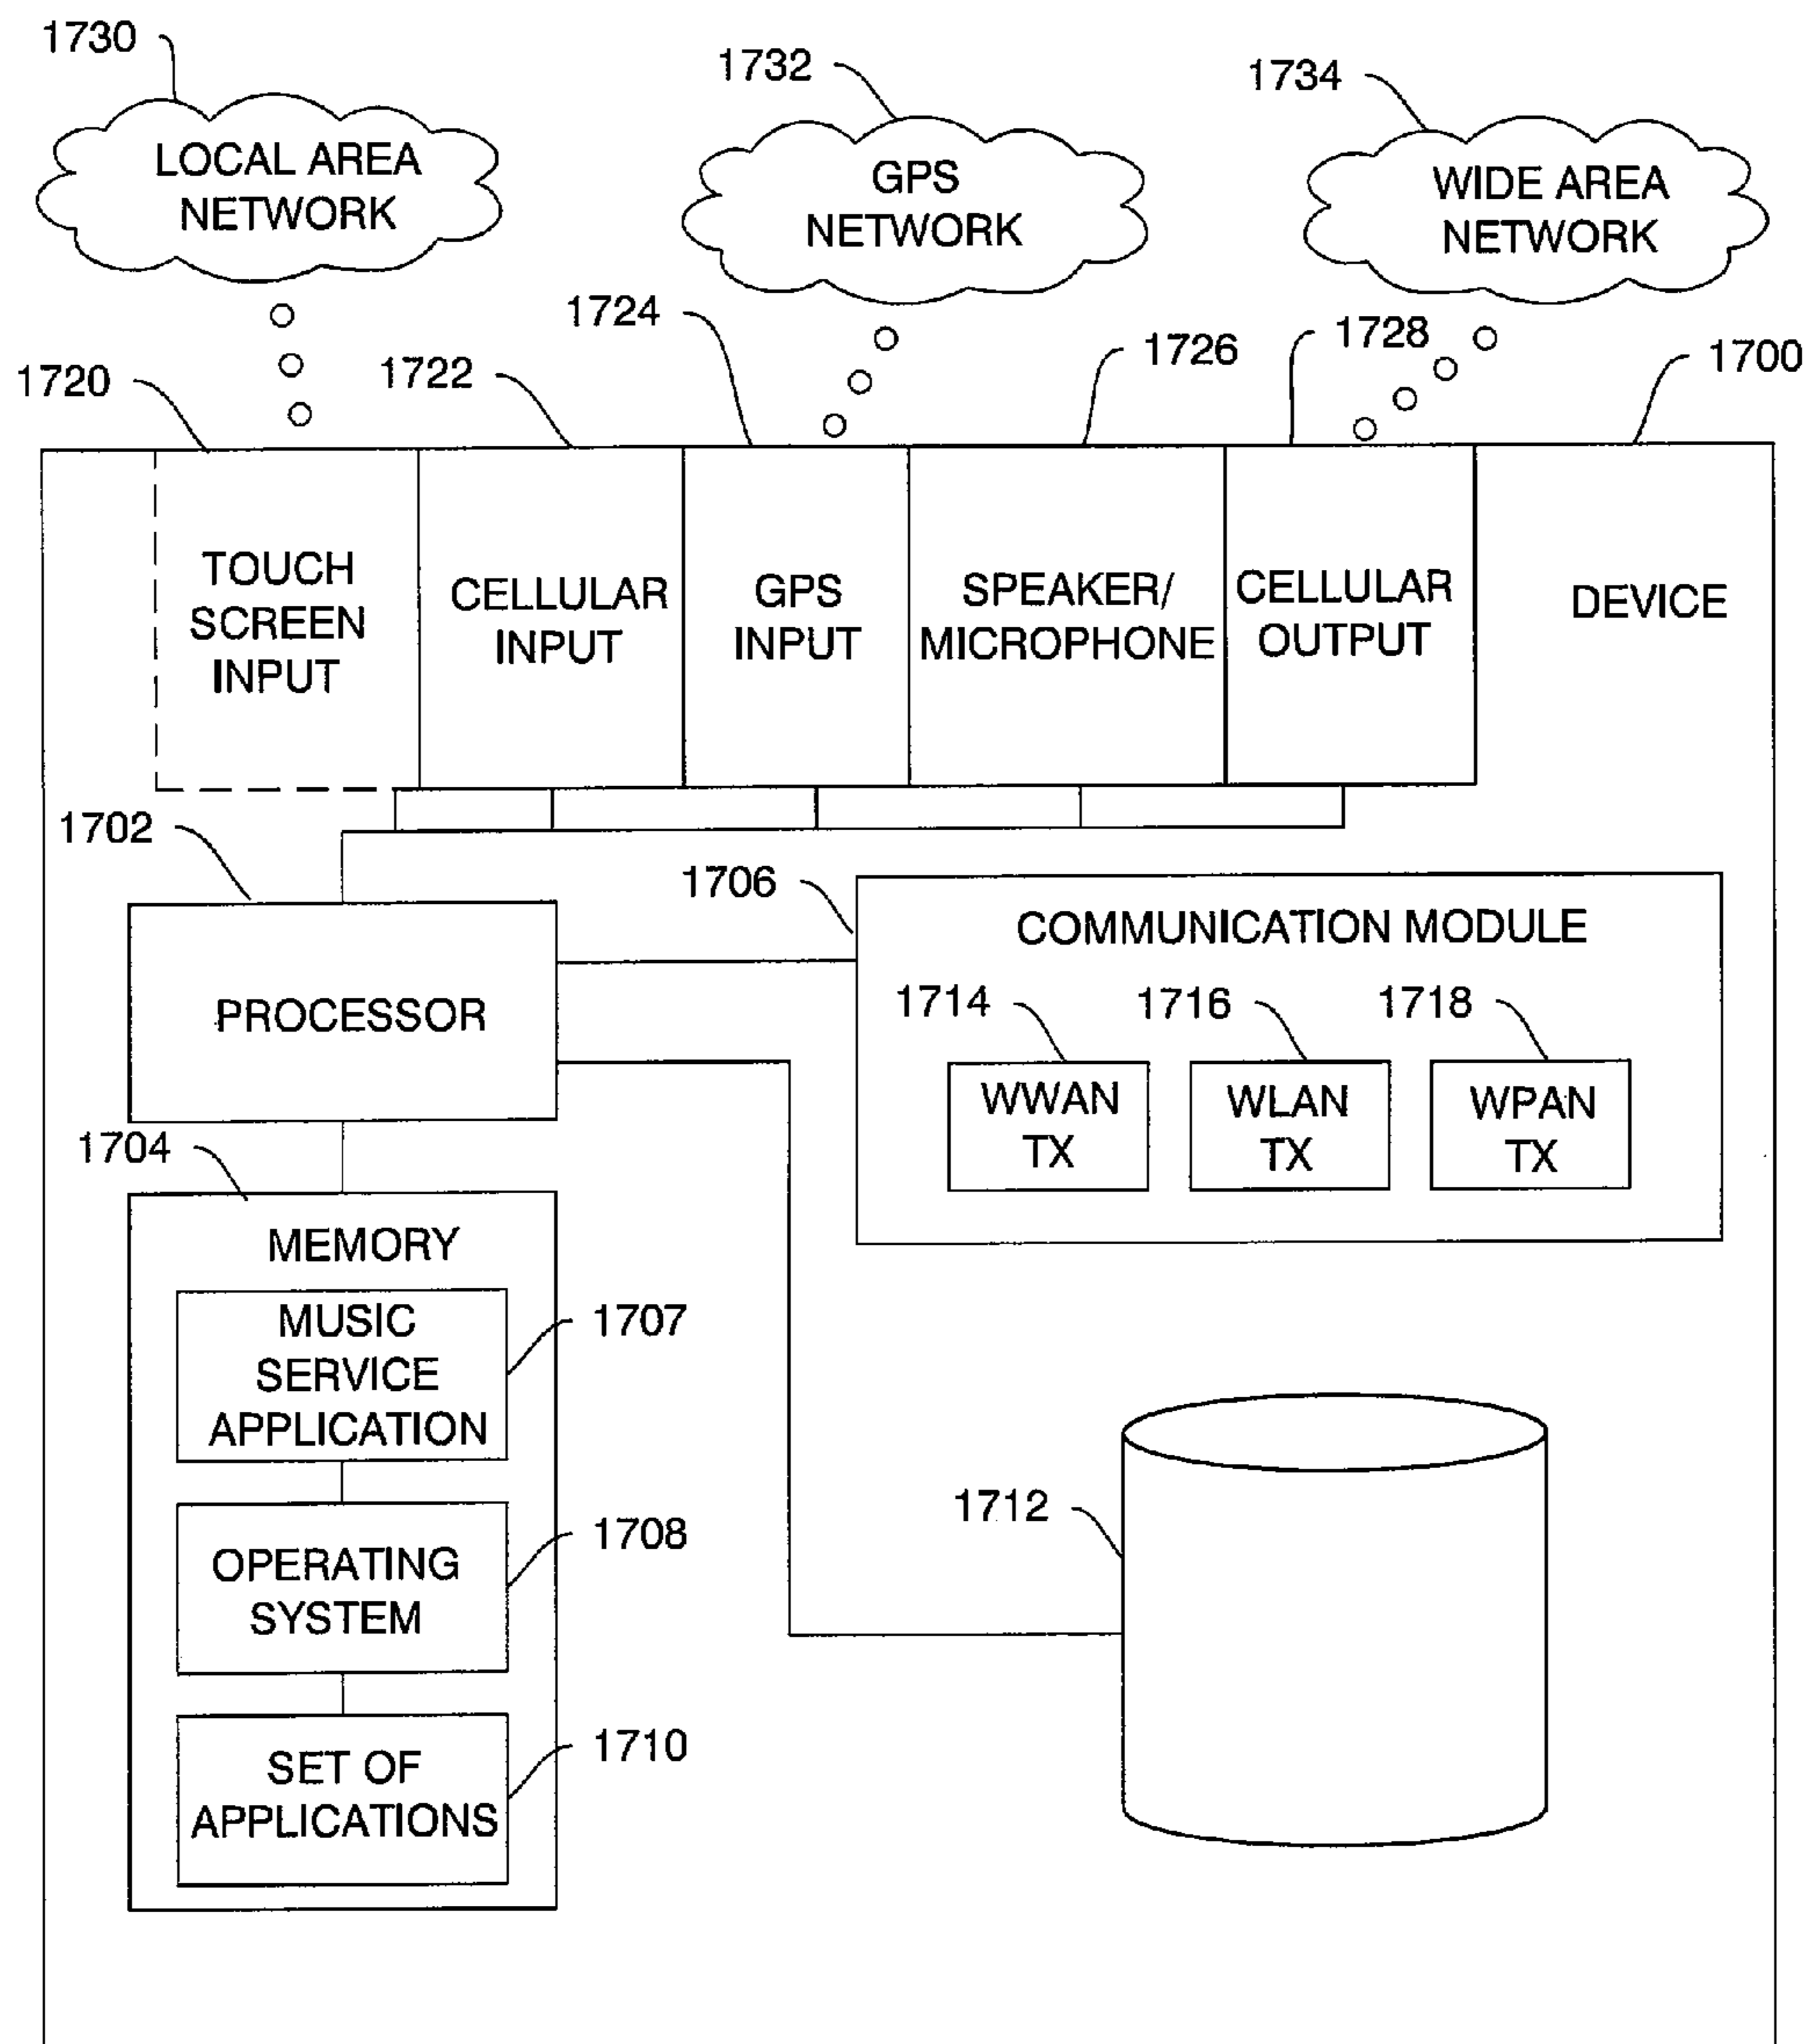 1730
1732
1734
LOCAL AREA
NETWORK
GPS
NETWORK
WIDE AREA
NETWORK
1720
1722
1724
1726
1728
1700
TOUCH
SCREEN
INPUT
CELLULAR
INPUT
GPS
INPUT
SPEAKER/
MICROPHONE
CELLULAR
OUTPUT
DEVICE
1702
PROCESSOR
1706
COMMUNICATION MODULE
1714
1716
1718
WWAN
TX
WLAN
TX
WPAN
TX
1704
MEMORY
MUSIC
SERVICE
APPLICATION
1707
OPERATING
SYSTEM
1708
SET OF
APPLICATIONS
1710
1712